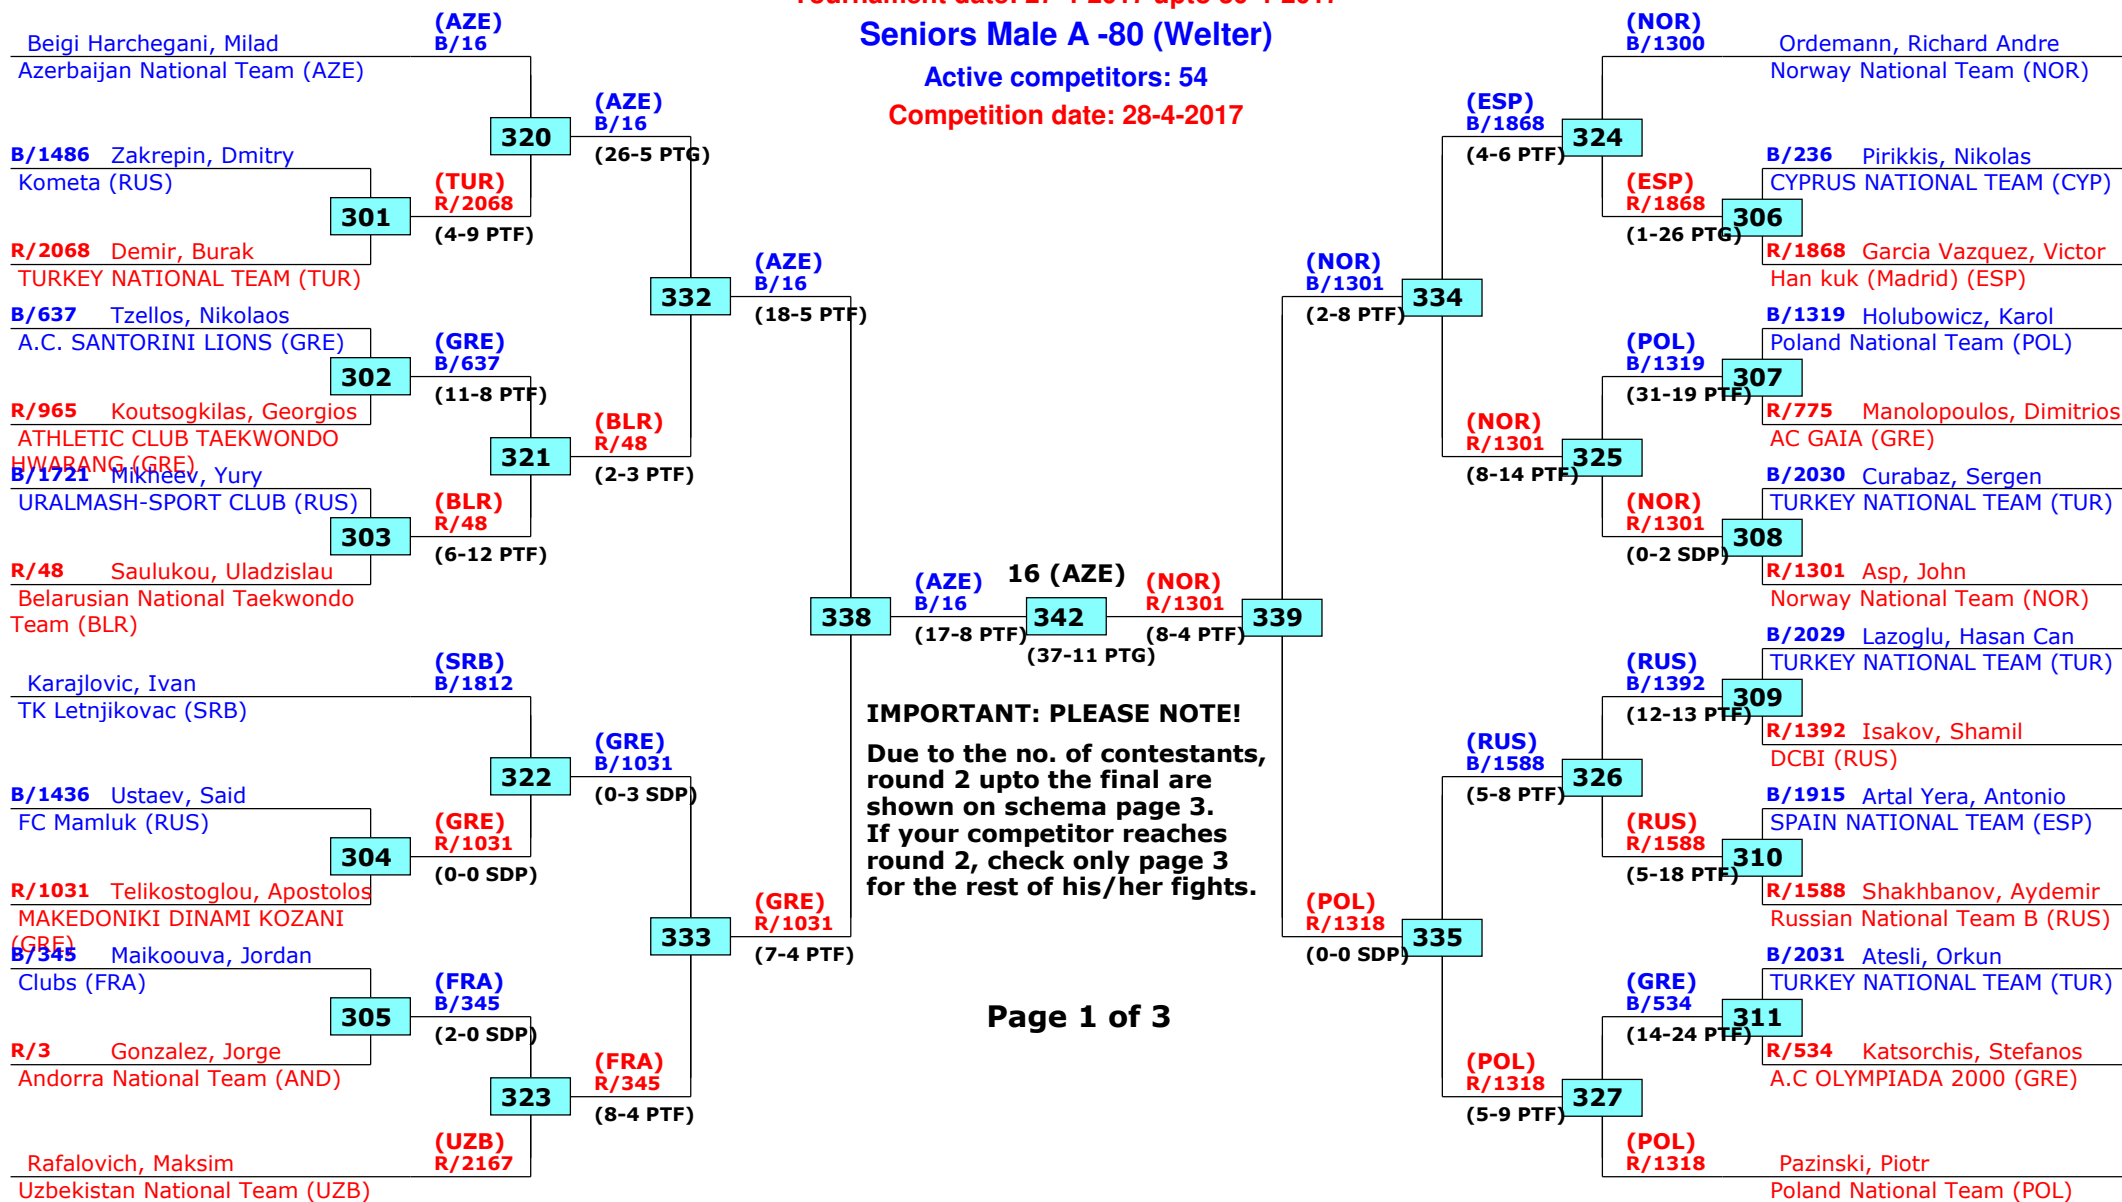 Tournament date: 27-4-2017 upto 30-4-2017
Seniors Male A -80 (Welter)
Active competitors: 54
Competition date: 28-4-2017
Beigi Harchegani, Milad
Azerbaijan National Team (AZE)
(AZE)
B/16
B/1486 Zakrepin, Dmitry
Kometa (RUS)
301
R/2068 Demir, Burak
TURKEY NATIONAL TEAM (TUR)
(TUR)
R/2068
(4-9 PTF)
320
(AZE)
B/16
(26-5 PTG)
B/637 Tzellos, Nikolaos
A.C. SANTORINI LIONS (GRE)
302
R/965 Koutsogkilas, Georgios
ATHLETIC CLUB TAEKWONDO
HWARANG (GRE)
(GRE)
B/637
(11-8 PTF)
B/1721 Mikheev, Yury
URALMASH-SPORT CLUB (RUS)
303
R/48 Saulukou, Uladzislau
Belarusian National Taekwondo
Team (BLR)
(BLR)
R/48
(6-12 PTF)
321
(BLR)
R/48
(2-3 PTF)
332
(AZE)
B/16
(18-5 PTF)
Karajlovic, Ivan
TK Letnjikovac (SRB)
(SRB)
B/1812
B/1436 Ustaev, Said
FC Mamluk (RUS)
304
R/1031 Telikostoglou, Apostolos
MAKEDONIKI DINAMI KOZANI
(GRE)
(GRE)
R/1031
(0-0 SDP)
322
(GRE)
B/1031
(0-3 SDP)
B/345 Maikoouva, Jordan
Clubs (FRA)
305
R/3 Gonzalez, Jorge
Andorra National Team (AND)
(FRA)
B/345
(2-0 SDP)
323
(FRA)
R/345
(8-4 PTF)
(UZB)
R/2167
Rafalovich, Maksim
Uzbekistan National Team (UZB)
333
(GRE)
R/1031
(7-4 PTF)
338
(AZE)
B/16
(17-8 PTF)
16 (AZE)
342
(37-11 PTG)
(NOR)
R/1301
(8-4 PTF)
339
IMPORTANT: PLEASE NOTE!
Due to the no. of contestants,
round 2 upto the final are
shown on schema page 3.
If your competitor reaches
round 2, check only page 3
for the rest of his/her fights.
Page 1 of 3
(NOR)
B/1300
Ordemann, Richard Andre
Norway National Team (NOR)
(ESP)
B/1868
(4-6 PTF)
324
B/236 Pirikkis, Nikolas
CYPRUS NATIONAL TEAM (CYP)
(ESP)
R/1868
(1-26 PTG)
306
R/1868 Garcia Vazquez, Victor
Han kuk (Madrid) (ESP)
(NOR)
B/1301
(2-8 PTF)
334
B/1319 Holubowicz, Karol
Poland National Team (POL)
(POL)
B/1319
(31-19 PTF)
307
R/775 Manolopoulos, Dimitrios
AC GAIA (GRE)
(NOR)
R/1301
(8-14 PTF)
325
B/2030 Curabaz, Sergen
TURKEY NATIONAL TEAM (TUR)
(NOR)
R/1301
(0-2 SDP)
308
R/1301 Asp, John
Norway National Team (NOR)
B/2029 Lazoglu, Hasan Can
TURKEY NATIONAL TEAM (TUR)
(RUS)
B/1392
(12-13 PTF)
309
R/1392 Isakov, Shamil
DCBI (RUS)
(RUS)
B/1588
(5-8 PTF)
326
B/1915 Artal Yera, Antonio
SPAIN NATIONAL TEAM (ESP)
(RUS)
R/1588
(5-18 PTF)
310
R/1588 Shakhbanov, Aydemir
Russian National Team B (RUS)
(POL)
R/1318
(0-0 SDP)
335
B/2031 Atesli, Orkun
TURKEY NATIONAL TEAM (TUR)
(GRE)
B/534
(14-24 PTF)
311
R/534 Katsorchis, Stefanos
A.C OLYMPIADA 2000 (GRE)
(POL)
R/1318
(5-9 PTF)
327
(POL)
R/1318
Pazinski, Piotr
Poland National Team (POL)